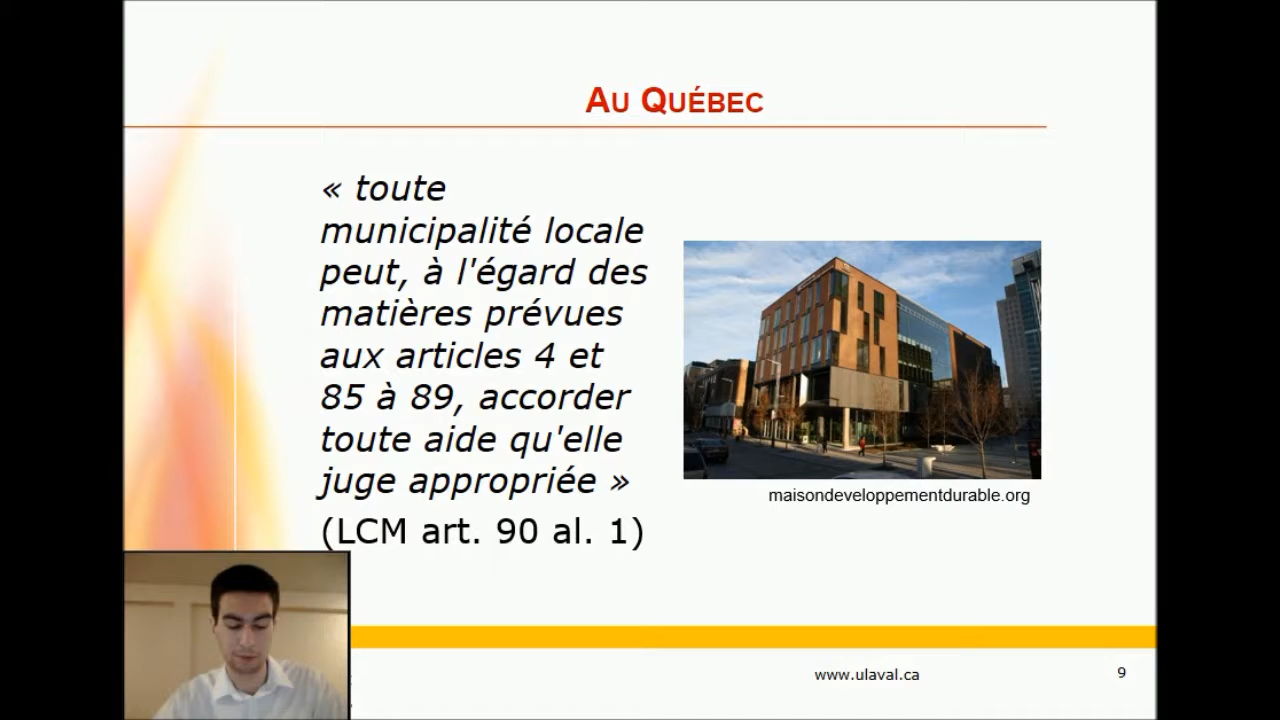 AU QUÉBEC
« toute
municipalité locale
peut, à l'égard des
matières prévues
aux articles 4 et
85 à 89, accorder
toute aide qu'elle
juge appropriée »
(LCM art. 90 al. 1)
maisondeveloppementdurable.org
www.ulaval.ca
9